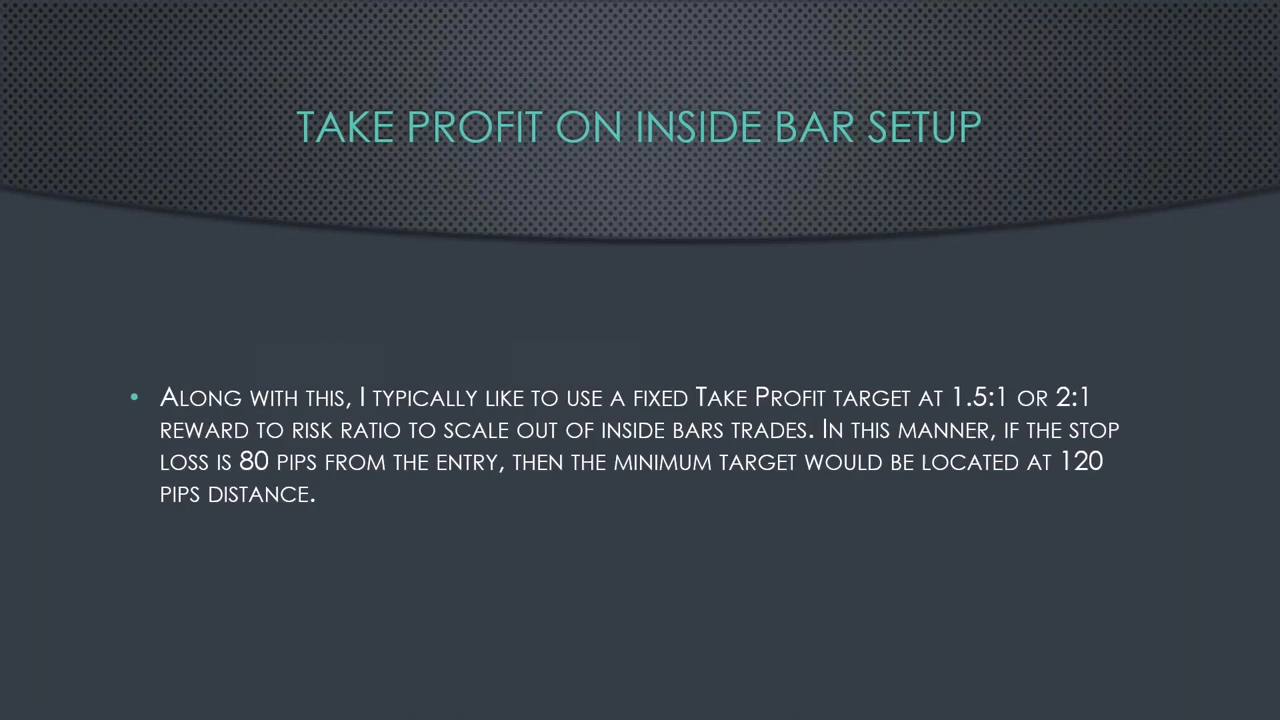 TAKE PROFIT ON INSIDE BAR SETUP
• Along with this, I typically like to use a fixed Take Profit target at 1.5:1 or 2:1
reward to risk ratio to scale out of inside bars trades. In this manner, if the stop
loss is 80 pips from the entry, then the minimum target would be located at 120
pips distance.